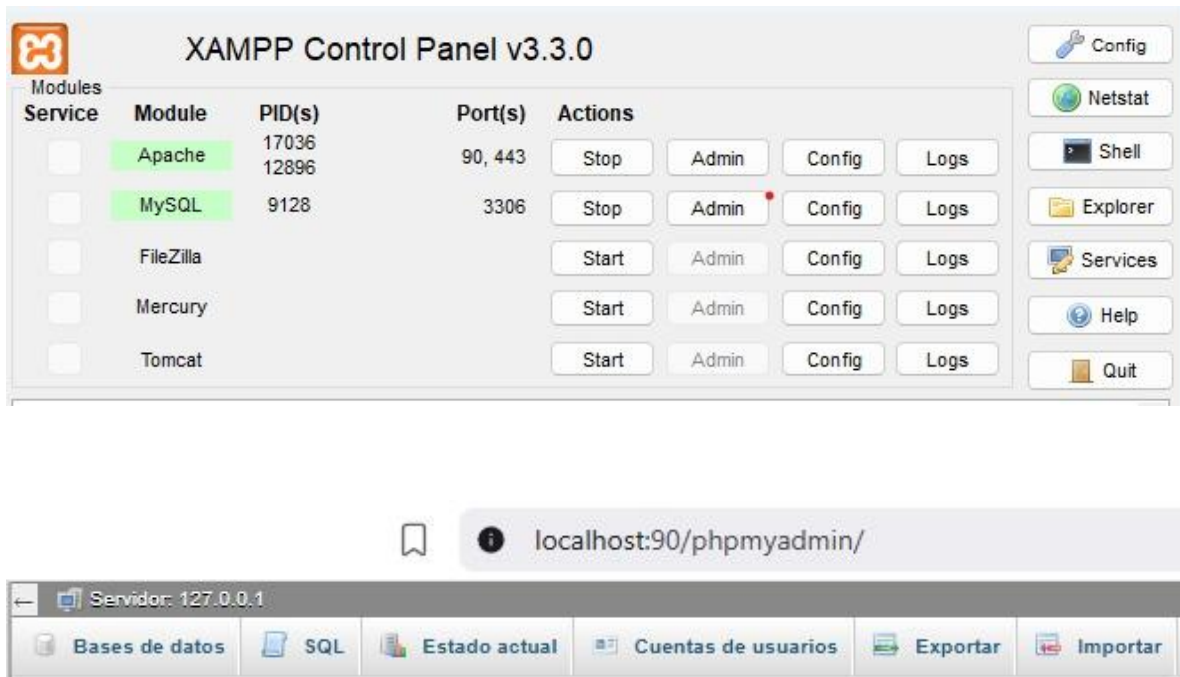 XAMPP Control Panel v3.3.0
Config
Modules
Service Module PID(s) Port(s) Actions
Netstat
Apache 17036 12896 90, 443 Stop Admin Config Logs
Shell
MySQL 9128 3306 Stop Admin Config Logs
Explorer
FileZilla Start Admin Config Logs
Services
Mercury Start Admin Config Logs
Help
Tomcat Start Admin Config Logs
Quit
localhost:90/phpmyadmin/
← Servidor: 127.0.0.1
Bases de datos SQL Estado actual Cuentas de usuarios Exportar Importar